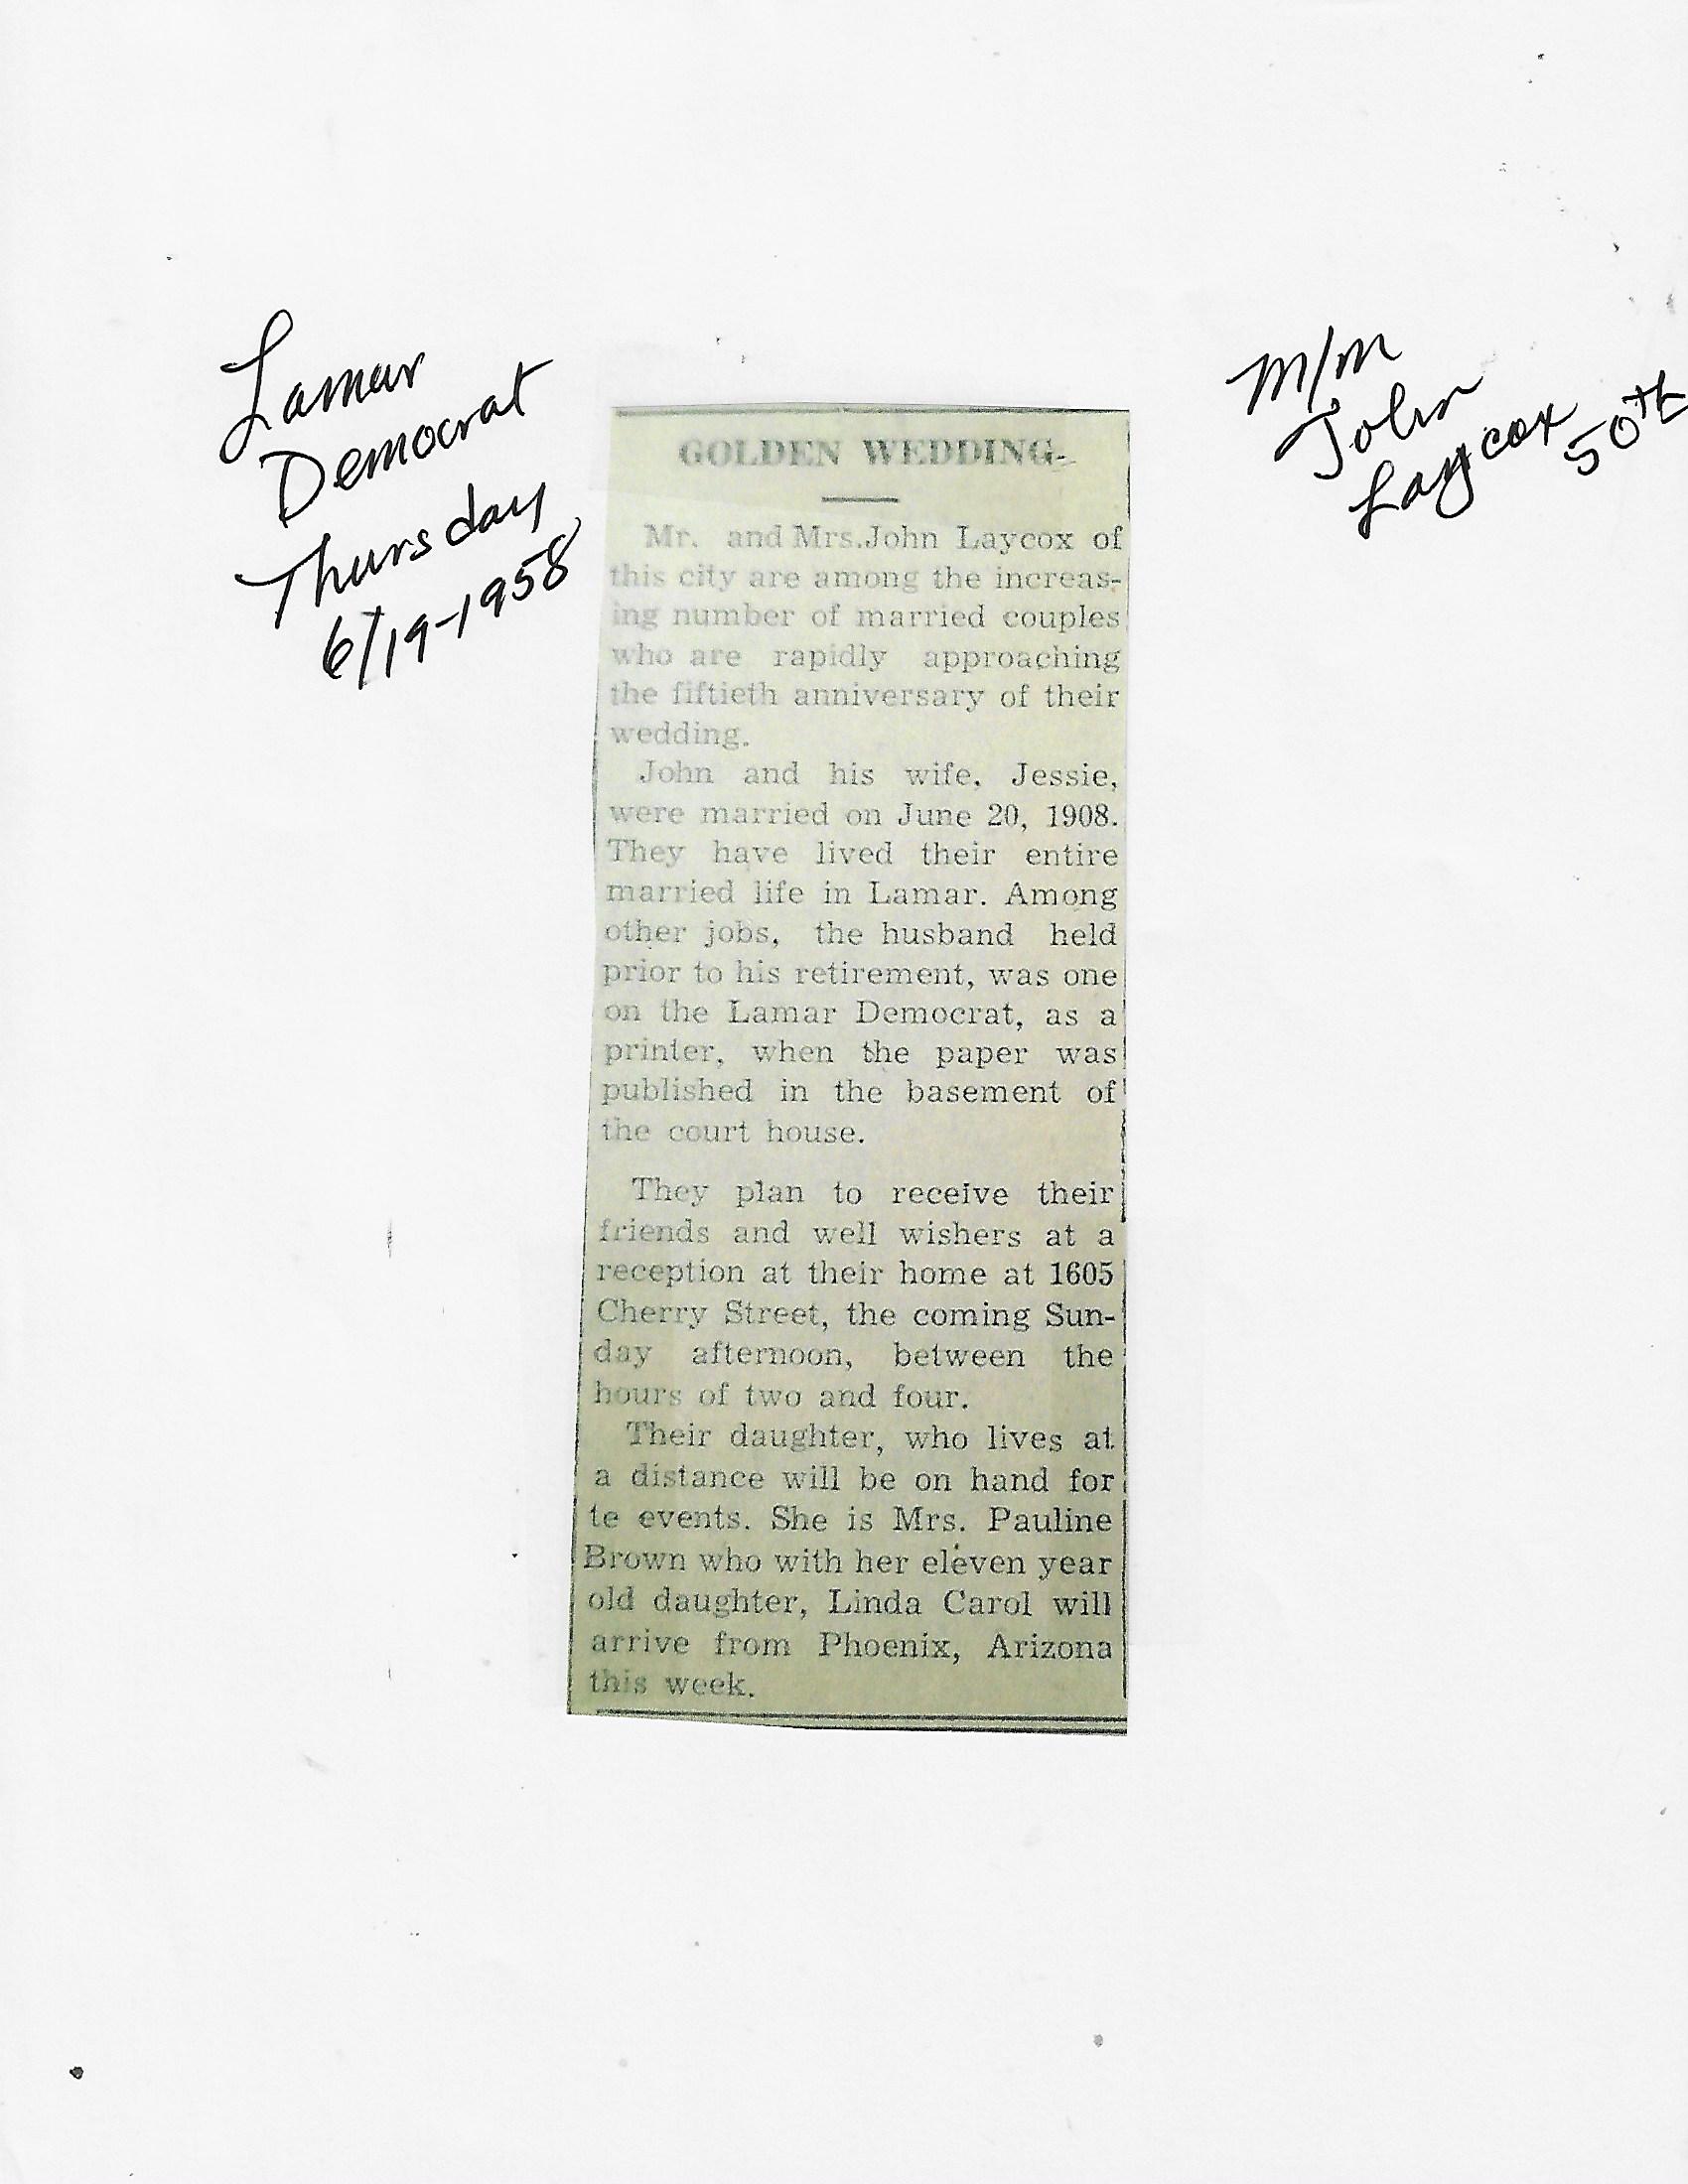 Lamar
Democrat
Thursday
6/19-1958
M/M
John
Laycox
50th
GOLDEN WEDDING
Mr. and Mrs.John Laycox of
this city are among the increas-
ing number of married couples
who are rapidly approaching
the fiftieth anniversary of their
wedding.
John and his wife, Jessie,
were married on June 20, 1908.
They have lived their entire
married life in Lamar. Among
other jobs, the husband held
prior to his retirement, was one
on the Lamar Democrat, as a
printer, when the paper was
published in the basement of
the court house.
They plan to receive their
friends and well wishers at a
reception at their home at 1605
Cherry Street, the coming Sun-
day afternoon, between the
hours of two and four.
Their daughter, who lives at
a distance will be on hand for
te events. She is Mrs. Pauline
Brown who with her eleven year
old daughter, Linda Carol will
arrive from Phoenix, Arizona
this week.